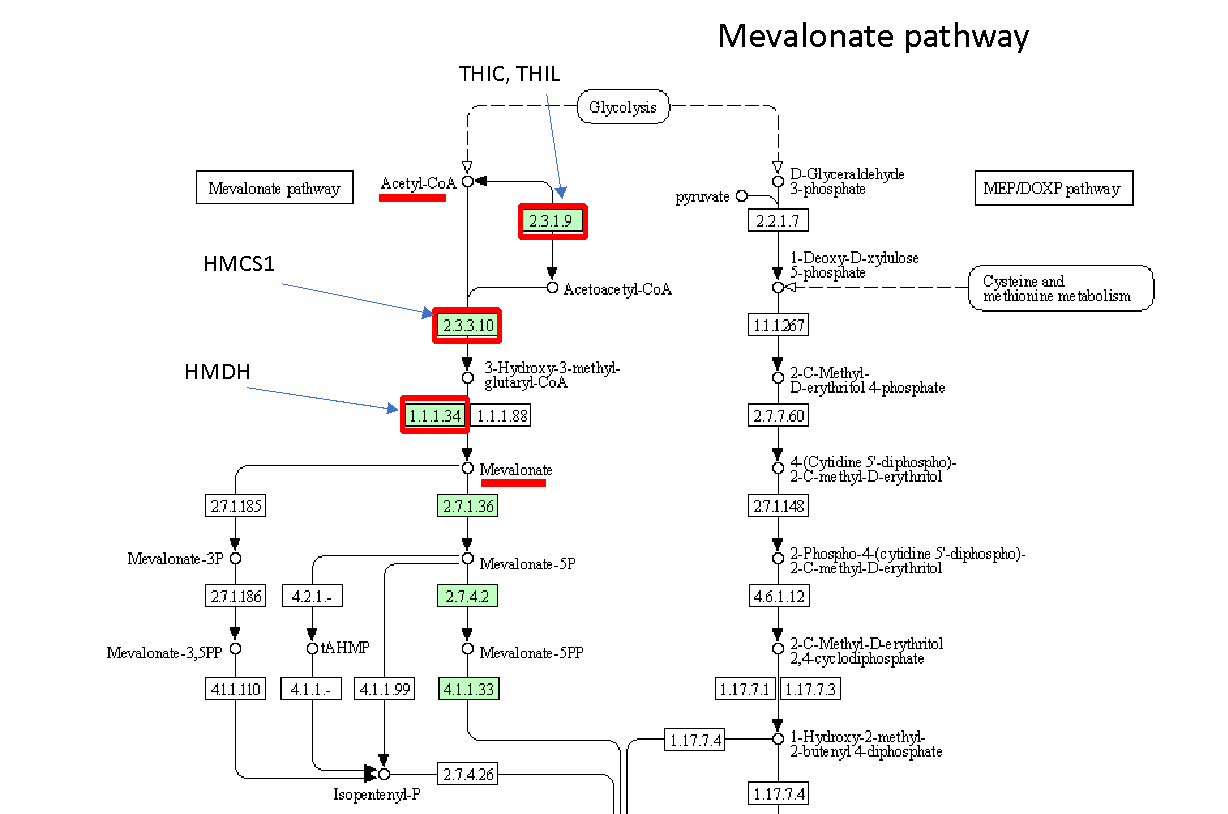 Mevalonate pathway
THIC, THIL
Glycolysis
Mevalonate pathway
Acetyl-CoA
D-Glyceraldehyde
3-phosphate
MEP/DOXP pathway
pyruvate
2.3.1.9
2.2.1.7
HMCS1
1-Deoxy-D-xylulose
5-phosphate
Acetoacetyl-CoA
Cysteine and
methionine metabolism
2.3.3.10
1.1.1.267
HMDH
3-Hydroxy-3-methyl-
glutaryl-CoA
2-C-Methyl-
D-erythritol 4-phosphate
1.1.1.34
1.1.1.88
2.7.7.60
Mevalonate
4-(Cytidine 5'-diphospho)-
2-C-methyl-D-erythritol
2.7.1.185
2.7.1.36
2.7.1.148
Mevalonate-3P
Mevalonate-5P
2-Phospho-4-(cytidine 5'-diphospho)-
2-C-methyl-D-erythritol
2.7.1.186
4.2.1.-
2.7.4.2
4.6.1.12
Mevalonate-3,5PP
tAHMP
Mevalonate-5PP
2-C-Methyl-D-erythritol
2,4-cyclodiphosphate
4.1.1.110
4.1.1.-
4.1.1.99
4.1.1.33
1.17.7.1
1.17.7.3
1.17.7.4
1-Hydroxy-2-methyl-
2-butenyl 4-diphosphate
2.7.4.26
Isopentenyl-P
1.17.7.4